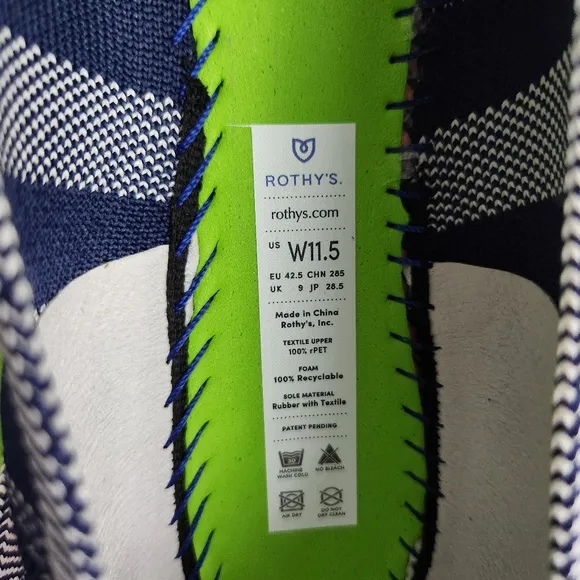 ROTHY'S.
rothys.com
US W11.5
EU 42.5 CHN 285
UK 9 JP 28.5
Made in China
Rothy's, Inc.
TEXTILE UPPER
100% rPET
FOAM
100% Recyclable
SOLE MATERIAL
Rubber with Textile
PATENT PENDING
MACHINE
WASH COLD
NO BLEACH
AIR DRY
DO NOT
DRY CLEAN